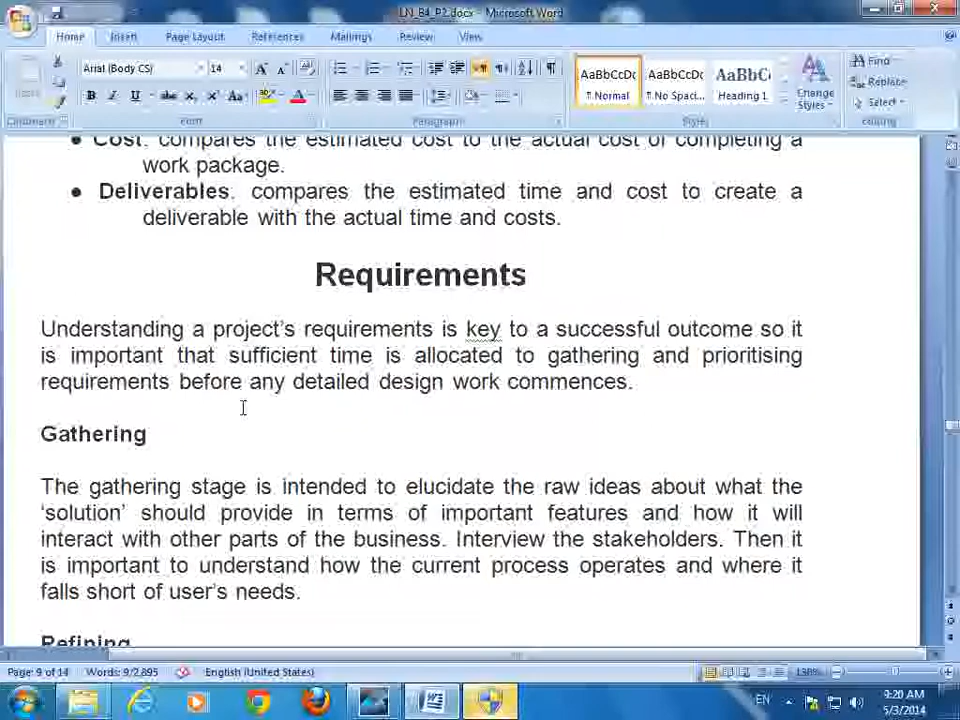 LN_B4_P2.docx - Microsoft Word
Home Insert Page Layout References Mailings Review View
Arial (Body CS) 14
Find
Replace
Select
AaBbCcDc AaBbCcDc AaBbC
¶ Normal ¶ No Spaci... Heading 1
Change Styles
Clipboard Font Paragraph Styles Editing
Cost: compares the estimated cost to the actual cost of completing a
work package.
Deliverables: compares the estimated time and cost to create a
deliverable with the actual time and costs.
Requirements
Understanding a project's requirements is key to a successful outcome so it
is important that sufficient time is allocated to gathering and prioritising
requirements before any detailed design work commences.
Gathering
The gathering stage is intended to elucidate the raw ideas about what the
'solution' should provide in terms of important features and how it will
interact with other parts of the business. Interview the stakeholders. Then it
is important to understand how the current process operates and where it
falls short of user's needs.
Refining
Page: 9 of 14 Words: 9/2,895 English (United States) 130%
EN 9:20 AM
5/3/2014